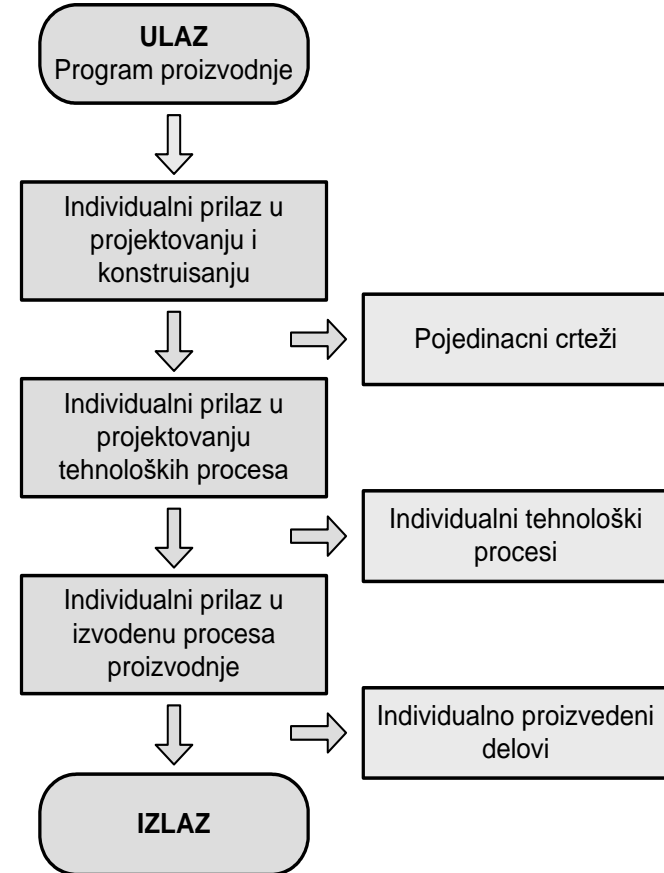 ULAZ
Program proizvodnje
Individualni prilaz u
projektovanju i
konstruisanju
Pojedinacni crteži
Individualni prilaz u
projektovanju
tehnoloških procesa
Individualni tehnološki
procesi
Individualni prilaz u
izvodenu procesa
proizvodnje
Individualno proizvedeni
delovi
IZLAZ